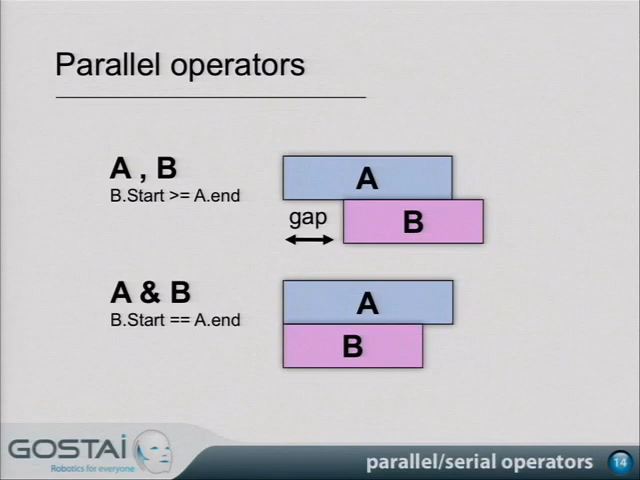 Parallel operators
A , B
B.Start >= A.end
A
gap
B
A & B
B.Start == A.end
A
B
GOSTAI
Robotics for everyone
parallel/serial operators
14